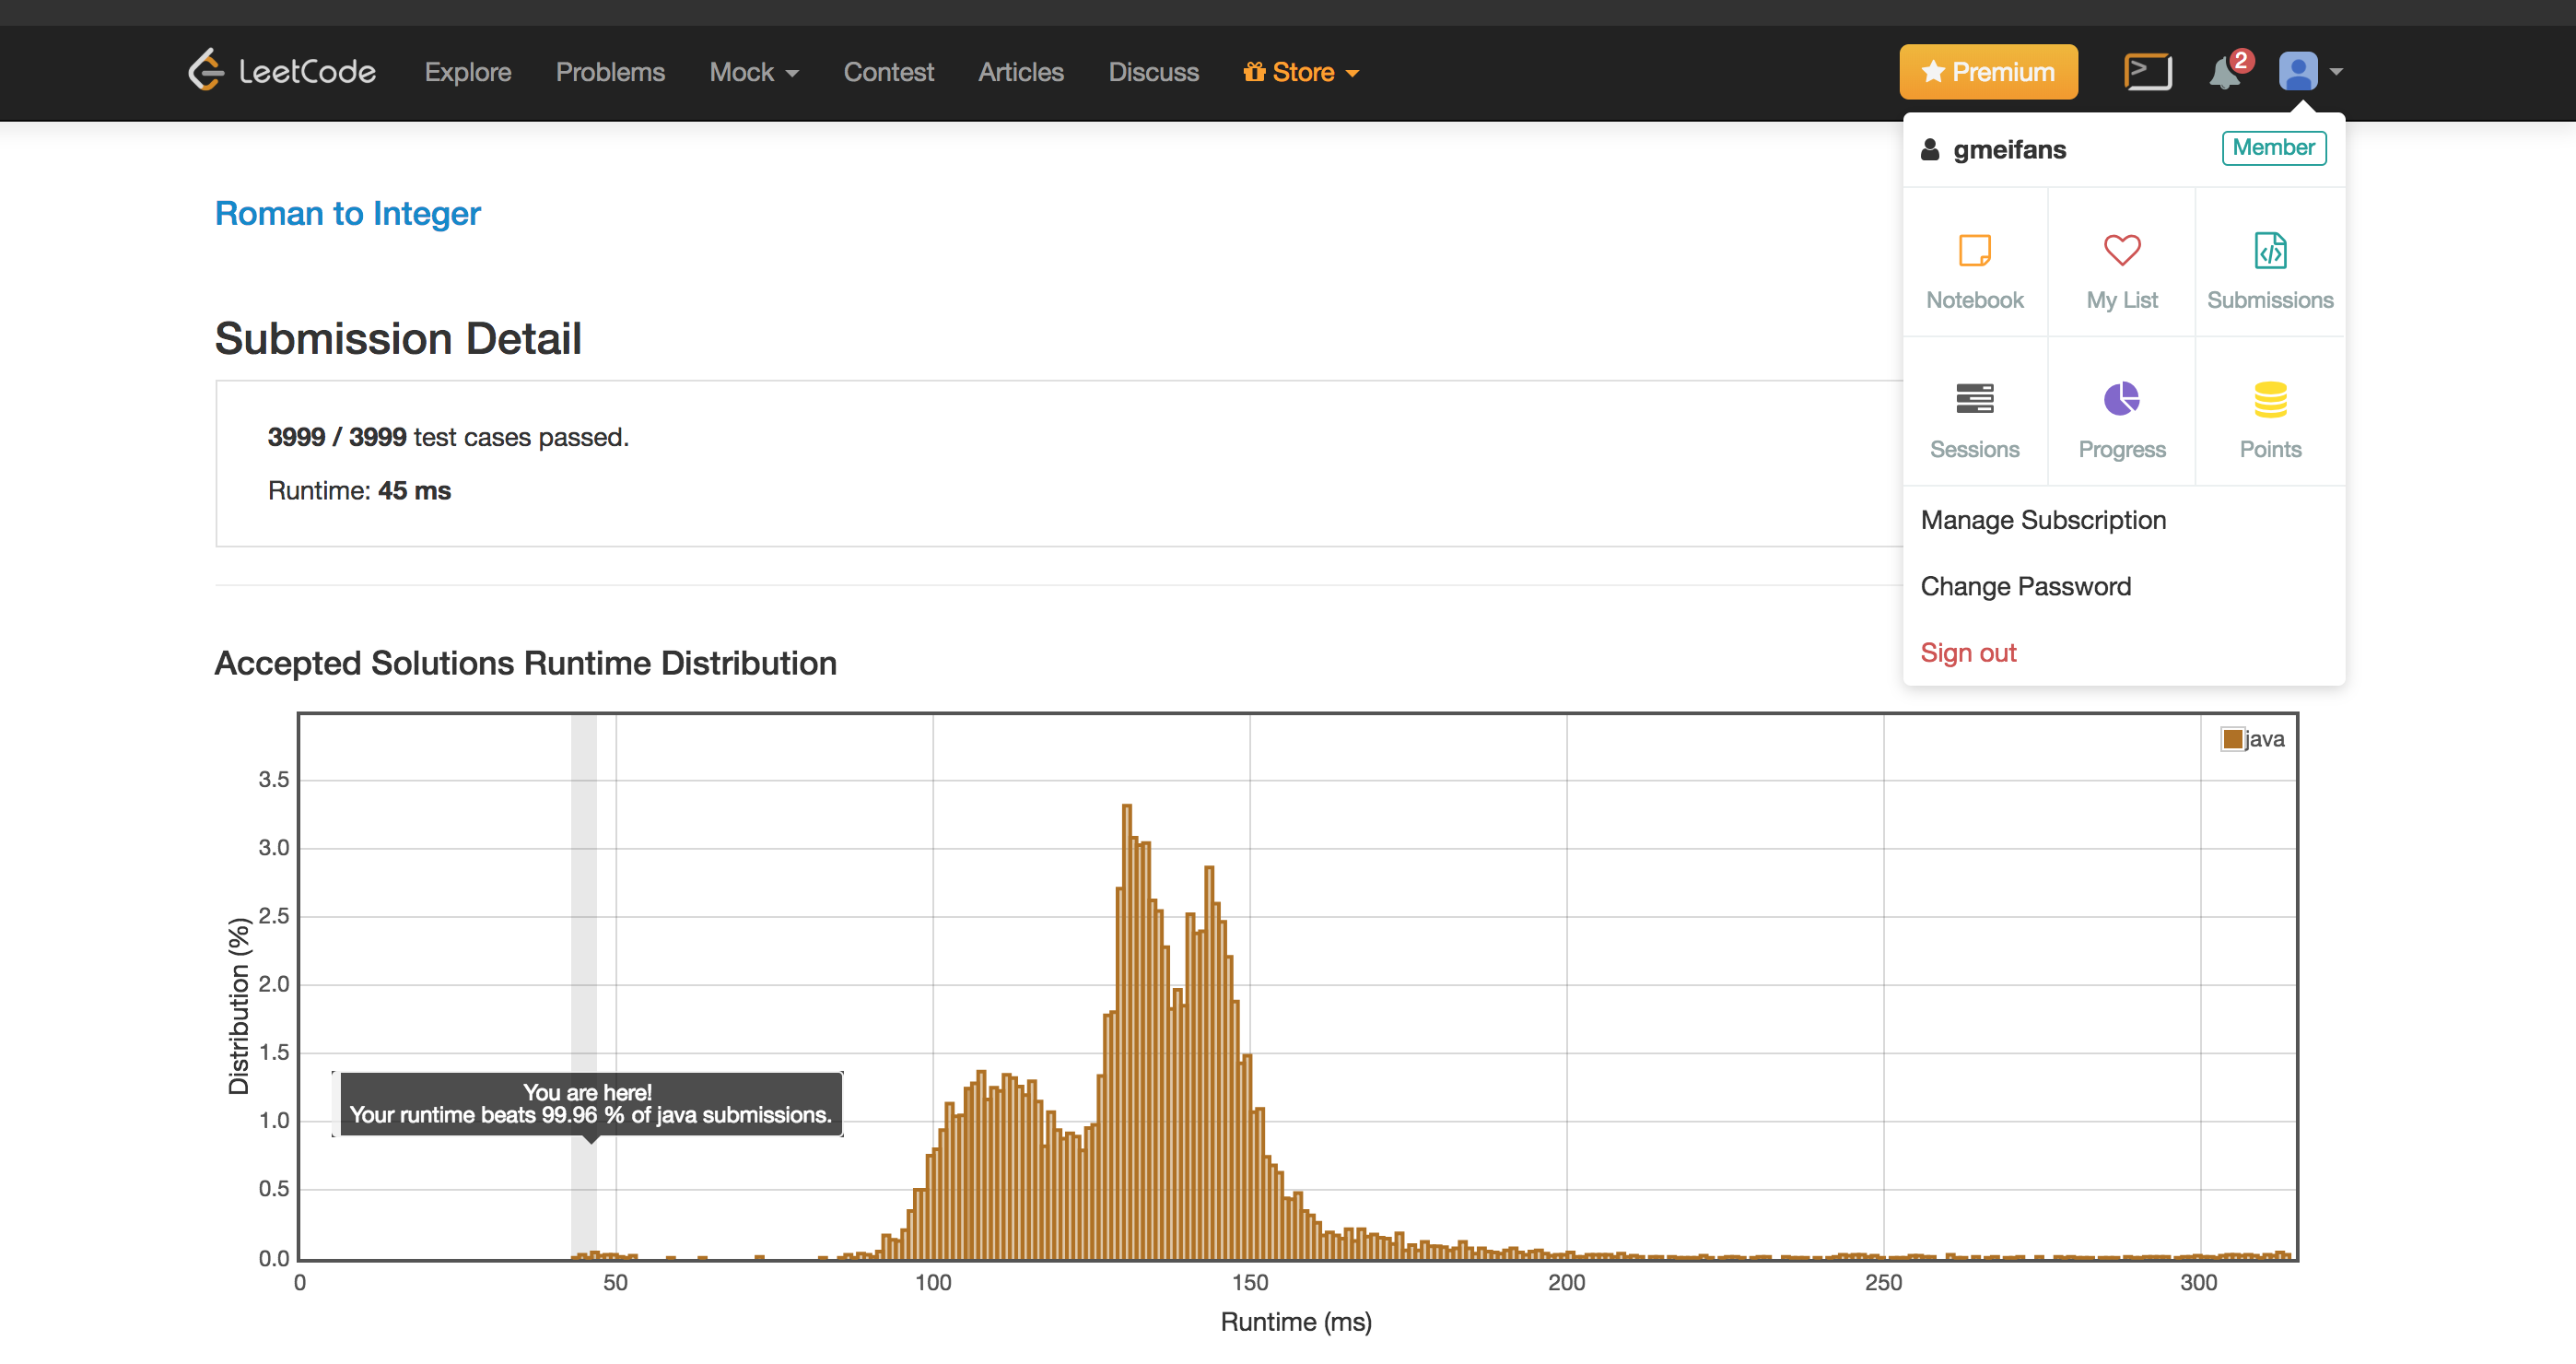 LeetCode Explore Problems Mock Contest Articles Discuss Store Premium 2
gmeifans Member
Notebook My List Submissions
Sessions Progress Points
Manage Subscription
Change Password
Sign out
Roman to Integer
Submission Detail
3999 / 3999 test cases passed.
Runtime: 45 ms
Accepted Solutions Runtime Distribution
java
Distribution (%)
3.5
3.0
2.5
2.0
1.5
1.0
0.5
0.0
You are here!
Your runtime beats 99.96 % of java submissions.
0 50 100 150 200 250 300
Runtime (ms)